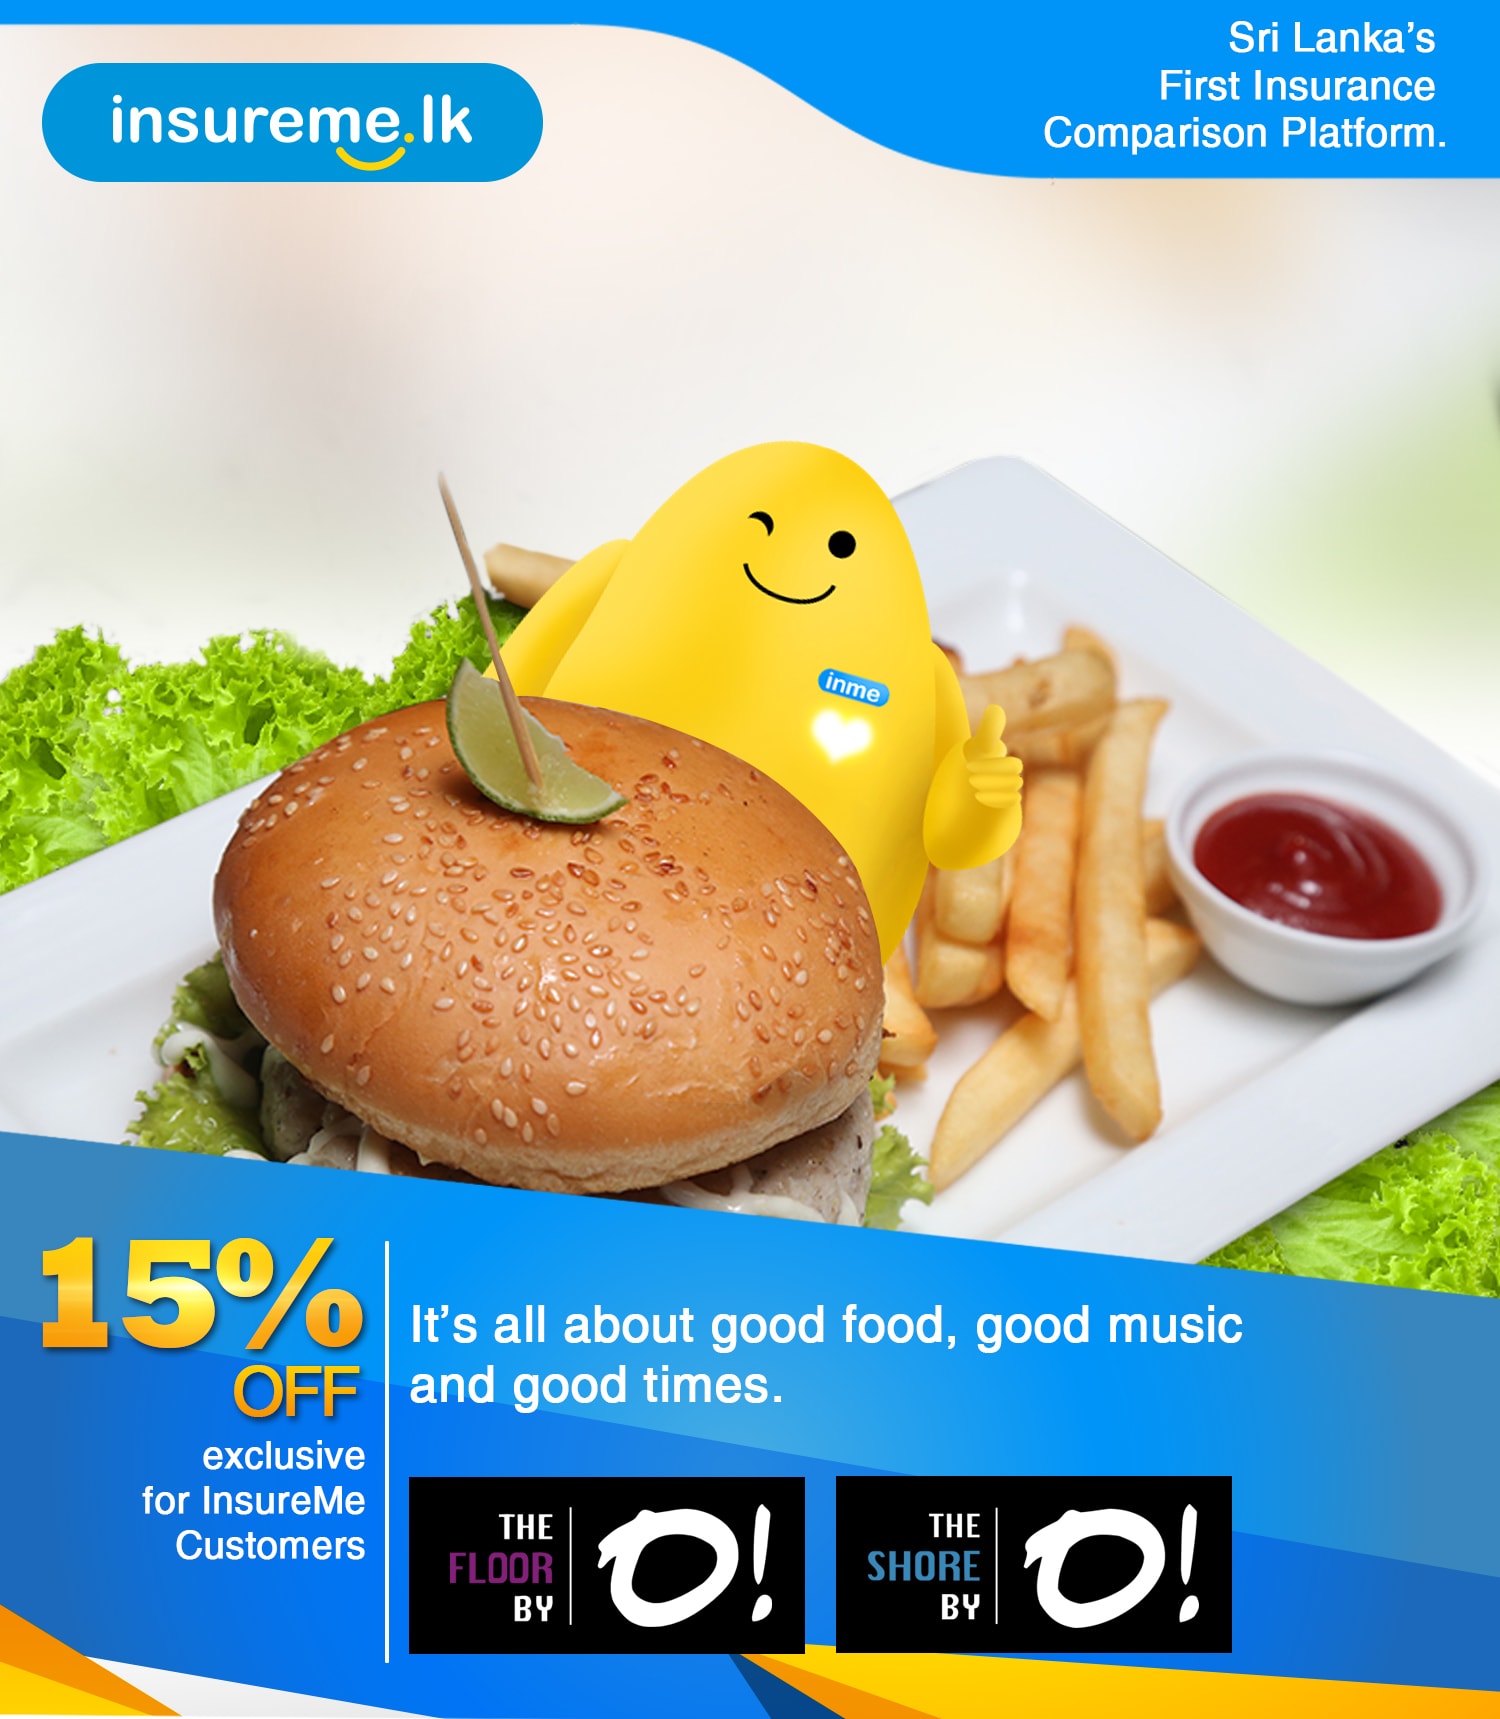 insureme.lk
Sri Lanka's
First Insurance
Comparison Platform.
inme
15%
OFF
exclusive
for InsureMe
Customers
It's all about good food, good music
and good times.
THE
FLOOR
BY
O!
THE
SHORE
BY
O!